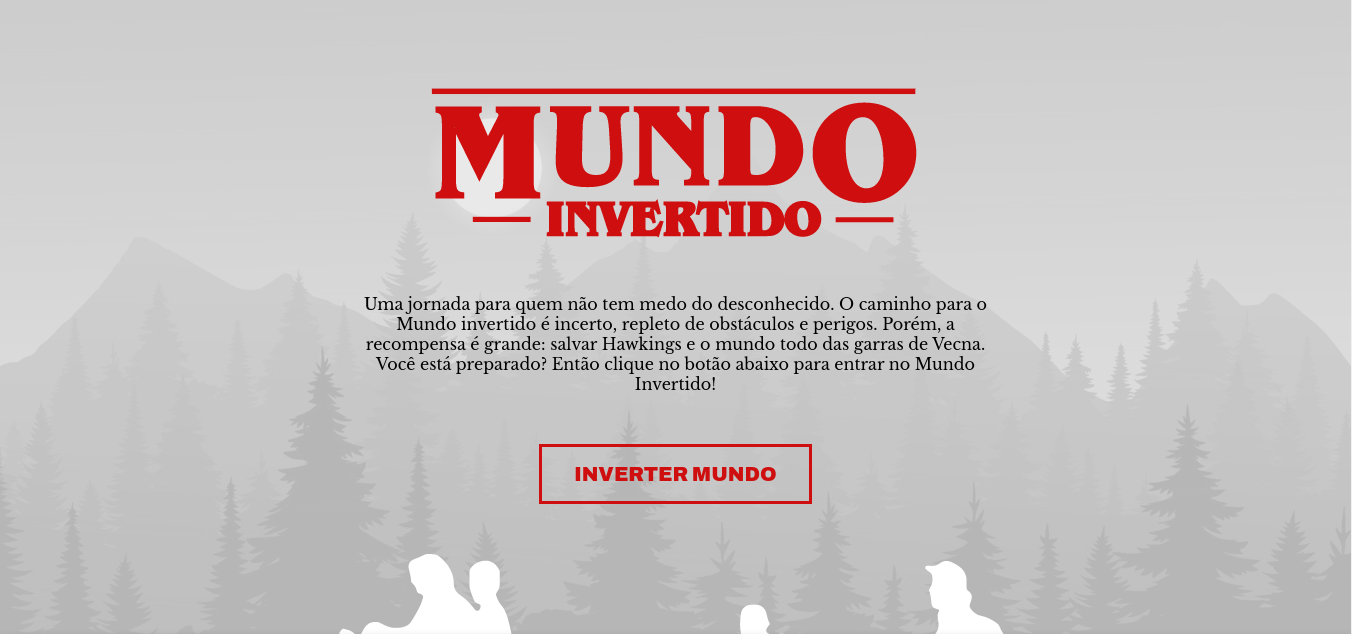 MUNDO
INVERTIDO
Uma jornada para quem não tem medo do desconhecido. O caminho para o
Mundo invertido é incerto, repleto de obstáculos e perigos. Porém, a
recompensa é grande: salvar Hawkings e o mundo todo das garras de Vecna.
Você está preparado? Então clique no botão abaixo para entrar no Mundo
Invertido!
INVERTER MUNDO